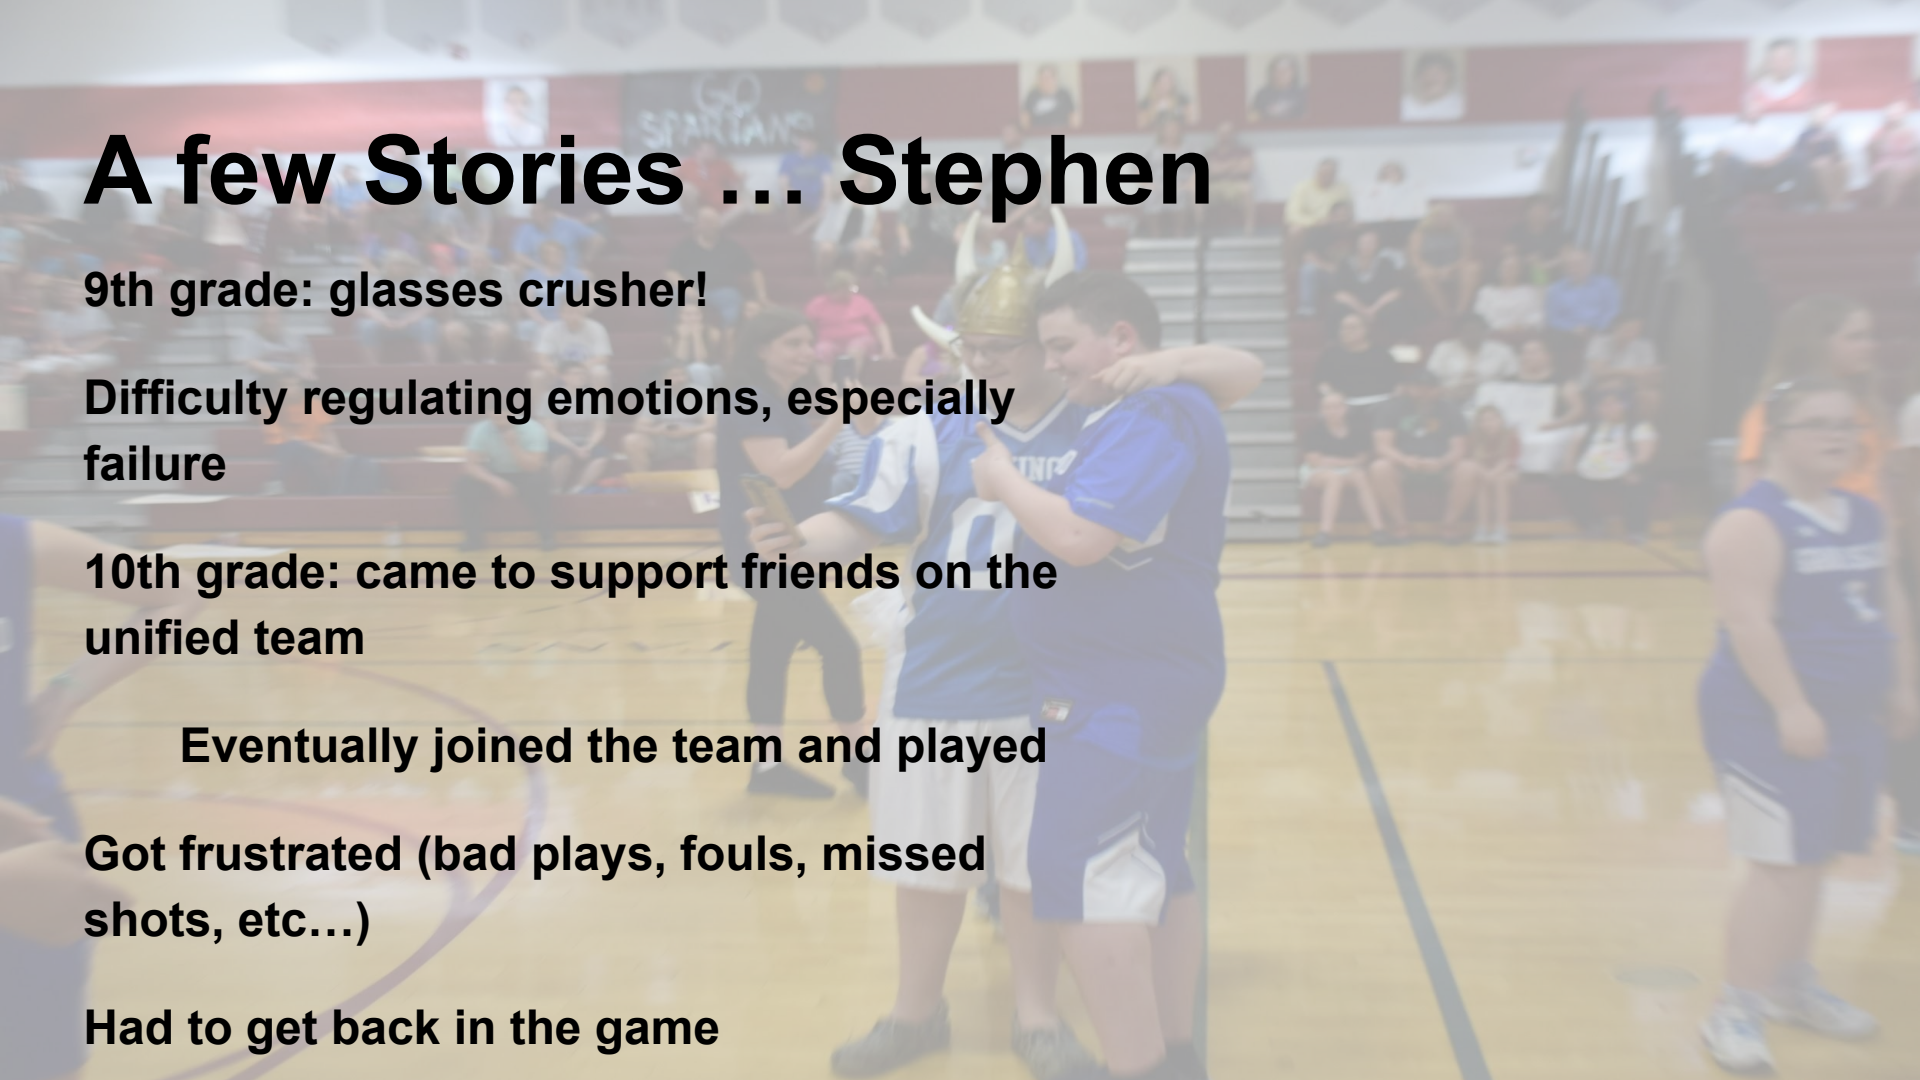 GO
SPARTANS
A few Stories … Stephen
9th grade: glasses crusher!
Difficulty regulating emotions, especially
failure
10th grade: came to support friends on the
unified team
Eventually joined the team and played
Got frustrated (bad plays, fouls, missed
shots, etc…)
Had to get back in the game